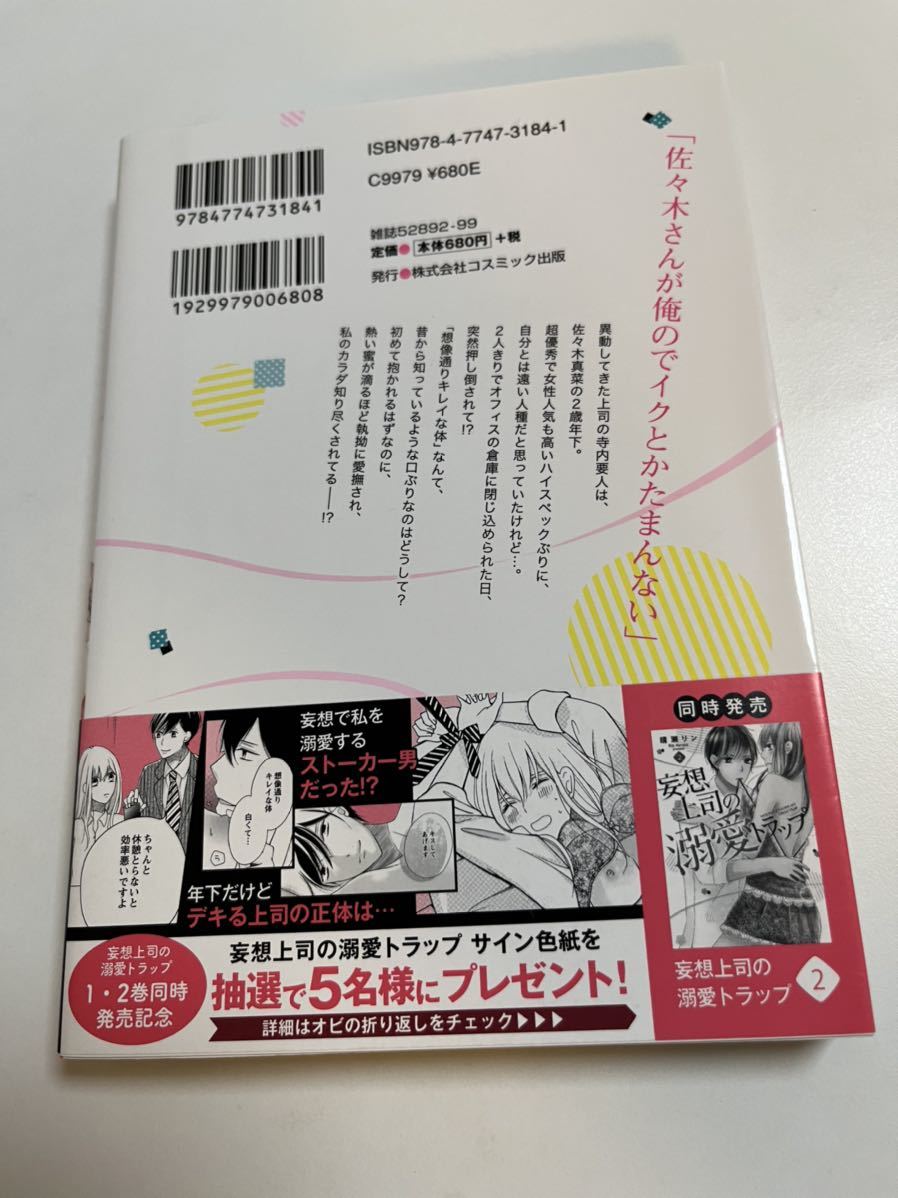 ISBN978-4-7747-3184-1
C9979 ¥680E
9784774731841
雑誌52892-99
定価●本体680円+税
発行●株式会社コスミック出版
1929979006808
「佐々木さんが俺のでイクとかたまんない」
異動してきた上司の寺内要人は、
佐々木真菜の2歳年下。
超優秀で女性人気も高いハイスペックぶりに、
自分とは遠い人種だと思っていたけれど…。
2人きりでオフィスの倉庫に閉じ込められた日、
突然押し倒されて!?
「想像通りキレイな体」なんて、
昔から知っているような口ぶりなのはどうして?
初めて抱かれるはずなのに、
熱い蜜が滴るほど執拗に愛撫され、
私のカラダ知り尽くされてる――!?
妄想で私を
溺愛する
ストーカー男
だった!?
想像通り
キレイな体
白くて…
キスして
あげます
ちゃんと
休憩とらないと
効率悪いですよ
年下だけど
デキる上司の正体は…
同時発売
妄想
上司の
溺愛トラップ
2
妄想上司の
溺愛トラップ
2
妄想上司の
溺愛トラップ
1・2巻同時
発売記念
妄想上司の溺愛トラップ サイン色紙を
抽選で5名様にプレゼント!
詳細はオビの折り返しをチェック▶▶▶